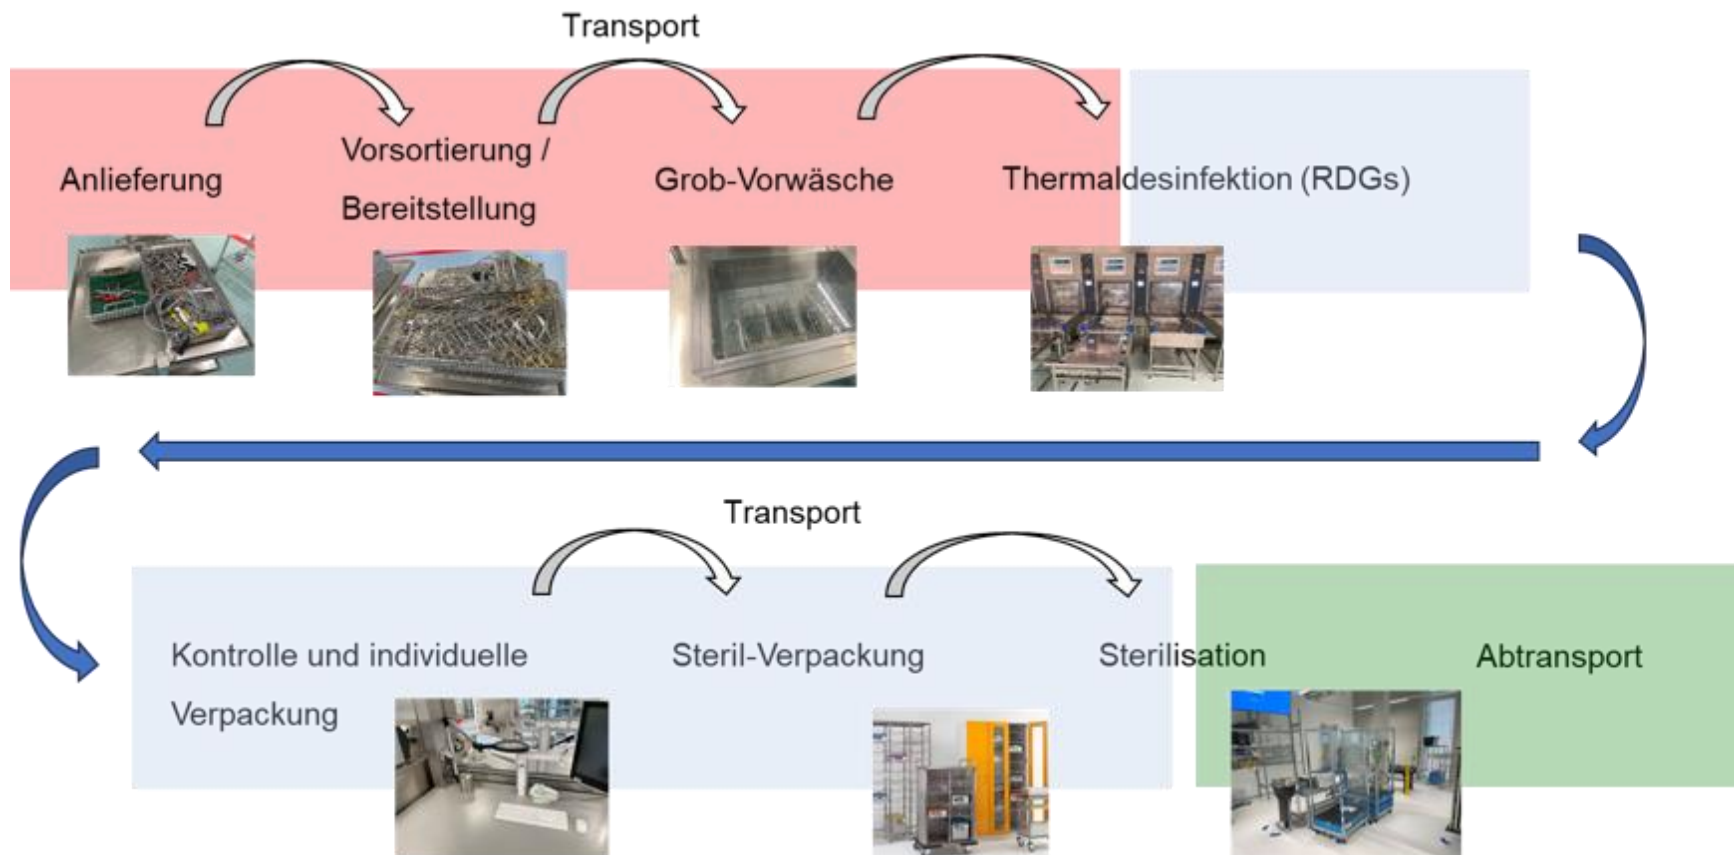 Transport
Anlieferung
Vorsortierung /
Bereitstellung
Grob-Vorwäsche
Thermaldesinfektion (RDGs)
Transport
Kontrolle und individuelle
Verpackung
Steril-Verpackung
Sterilisation
Abtransport